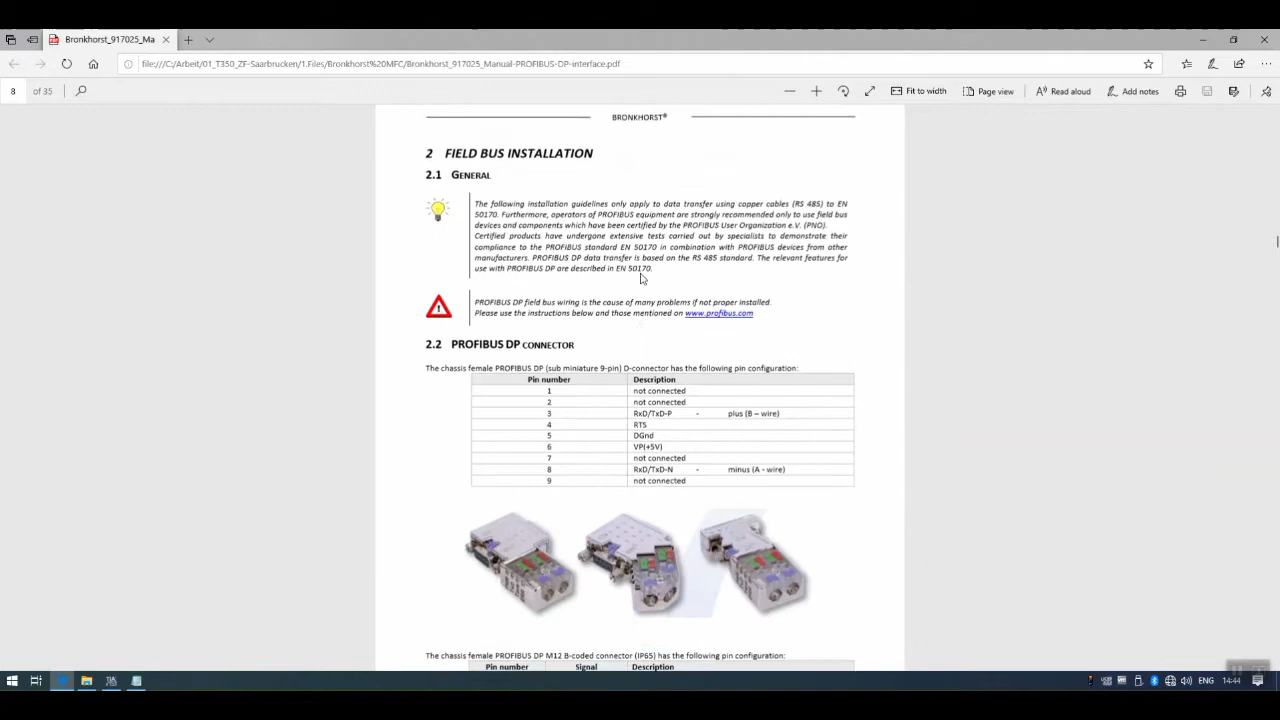 Bronkhorst_917025_Ma
file:///C:/Arbeit/01_T350_ZF-Saarbrucken/1.Files/Bronkhorst%20MFC/Bronkhorst_917025_Manual-PROFIBUS-DP-interface.pdf
8 of 35
Fit to width
Page view
Read aloud
Add notes
BRONKHORST®
2 FIELD BUS INSTALLATION
2.1 GENERAL
The following installation guidelines only apply to data transfer using copper cables (RS 485) to EN
50170. Furthermore, operators of PROFIBUS equipment are strongly recommended only to use field bus
devices and components which have been certified by the PROFIBUS User Organization e.V. (PNO).
Certified products have undergone extensive tests carried out by specialists to demonstrate their
compliance to the PROFIBUS standard EN 50170 in combination with PROFIBUS devices from other
manufacturers. PROFIBUS DP data transfer is based on the RS 485 standard. The relevant features for
use with PROFIBUS DP are described in EN 50170.
PROFIBUS DP field bus wiring is the cause of many problems if not proper installed.
Please use the instructions below and those mentioned on www.profibus.com
2.2 PROFIBUS DP CONNECTOR
The chassis female PROFIBUS DP (sub miniature 9-pin) D-connector has the following pin configuration:
Pin number Description
1 not connected
2 not connected
3 RxD/TxD-P - plus (B – wire)
4 RTS
5 DGnd
6 VP(+5V)
7 not connected
8 RxD/TxD-N - minus (A - wire)
9 not connected
The chassis female PROFIBUS DP M12 B-coded connector (IP65) has the following pin configuration:
Pin number Signal Description
ENG 14:44